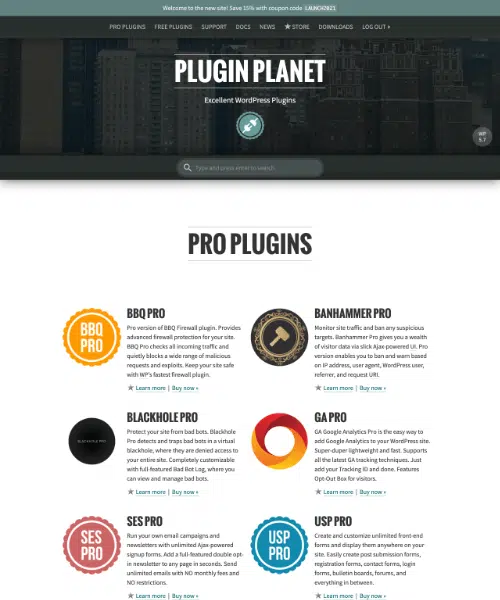 Welcome to the new site! Save 15% with coupon code LAUNCH2021
PRO PLUGINS FREE PLUGINS SUPPORT DOCS NEWS STORE DOWNLOADS LOG OUT
PLUGIN PLANET
Excellent WordPress Plugins
WP
5.7
Type and press enter to search
PRO PLUGINS
BBQ
PRO
BBQ PRO
Pro version of BBQ Firewall plugin. Provides
advanced firewall protection for your site.
BBQ Pro checks all incoming traffic and
quietly blocks a wide range of malicious
requests and exploits. Keep your site safe
with WP's fastest firewall plugin.
Learn more | Buy now »
BANHAMMER PRO
Monitor site traffic and ban any suspicious
targets. Banhammer Pro gives you a wealth
of visitor data via slick Ajax-powered UI. Pro
version enables you to ban and warn based
on IP address, user agent, WordPress user,
referrer, and request URI.
Learn more | Buy now »
BLACKHOLE PRO
BLACKHOLE PRO
Protect your site from bad bots. Blackhole
Pro detects and traps bad bots in a virtual
blackhole, where they are denied access to
your entire site. Completely customizable
with full featured Bad Bot Log, where you
can view and manage bad bots.
Learn more | Buy now »
GA PRO
GA Google Analytics Pro is the easy way to
add Google Analytics to your WordPress site.
Super-duper lightweight and fast. Supports
all the latest GA tracking techniques. Just
add your Tracking ID and done. Features
Opt-Out Box for visitors.
Learn more | Buy now »
SES
PRO
SES PRO
Run your own email campaigns and
newsletters with unlimited Ajax-powered
signup forms. Add a full-featured double opt-
in newsletter to any page in seconds. Send
unlimited emails with NO monthly fees and
NO restrictions.
Learn more | Buy now »
USP
PRO
USP PRO
Create and customize unlimited front-end
forms and display them anywhere on your
site. Easily create post submission forms,
registration forms, contact forms, login
forms, bulletin boards, forums, and
everything in between.
Learn more | Buy now »